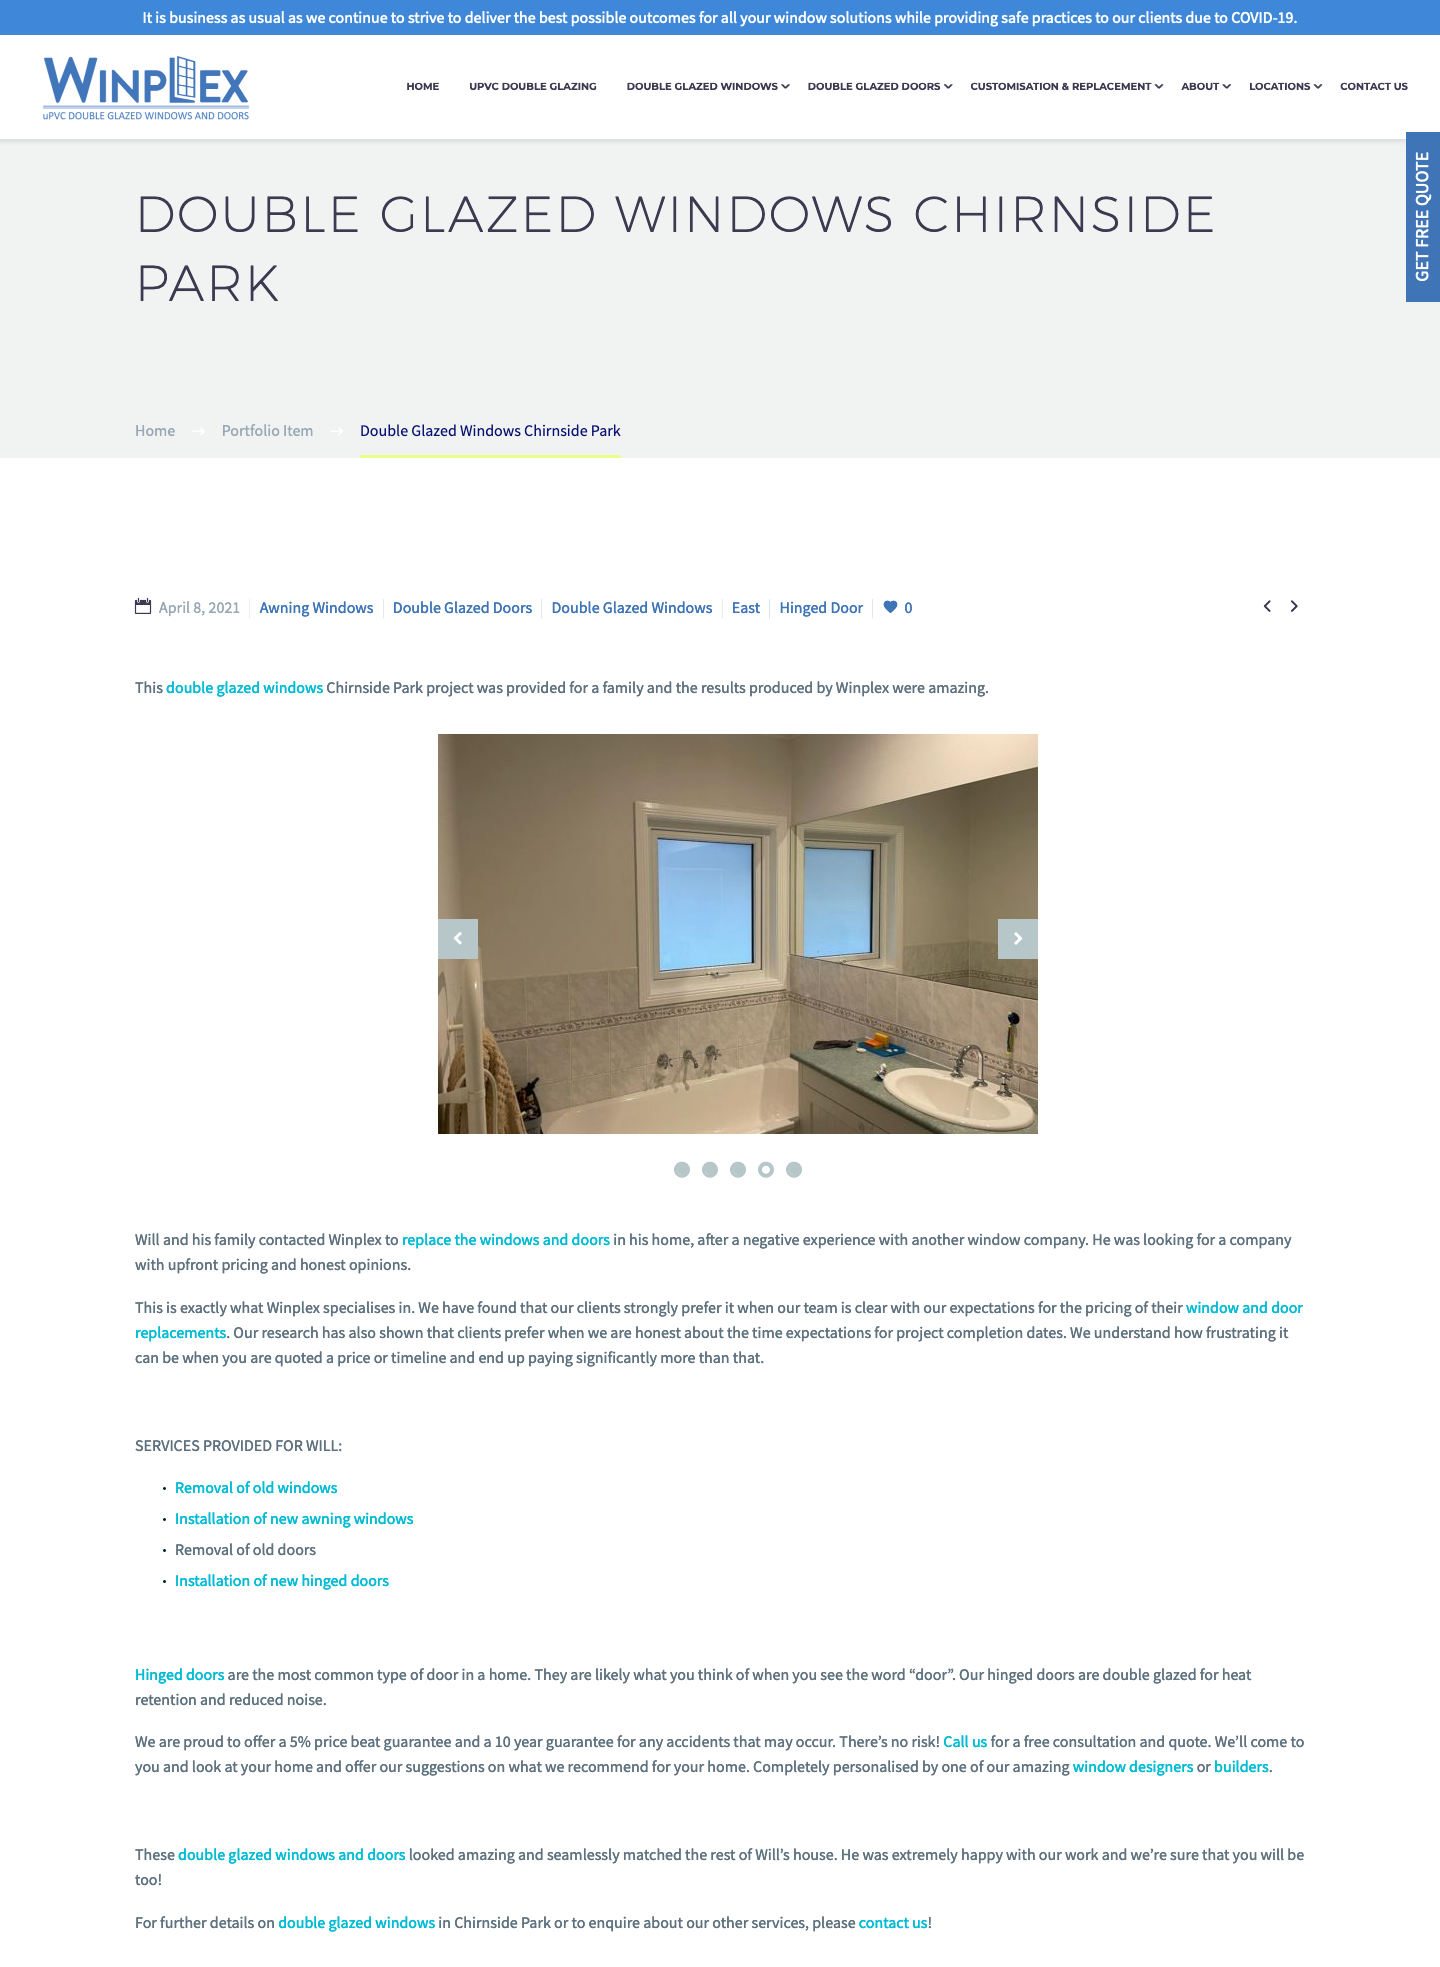 It is business as usual as we continue to strive to deliver the best possible outcomes for all your window solutions while providing safe practices to our clients due to COVID-19.
WINPLEX
uPVC DOUBLE GLAZED WINDOWS AND DOORS
HOME UPVC DOUBLE GLAZING DOUBLE GLAZED WINDOWS DOUBLE GLAZED DOORS CUSTOMISATION & REPLACEMENT ABOUT LOCATIONS CONTACT US
GET FREE QUOTE
DOUBLE GLAZED WINDOWS CHIRNSIDE
PARK
Home → Portfolio Item → Double Glazed Windows Chirnside Park
April 8, 2021 Awning Windows Double Glazed Doors Double Glazed Windows East Hinged Door 0
This double glazed windows Chirnside Park project was provided for a family and the results produced by Winplex were amazing.
Will and his family contacted Winplex to replace the windows and doors in his home, after a negative experience with another window company. He was looking for a company
with upfront pricing and honest opinions.
This is exactly what Winplex specialises in. We have found that our clients strongly prefer it when our team is clear with our expectations for the pricing of their window and door
replacements. Our research has also shown that clients prefer when we are honest about the time expectations for project completion dates. We understand how frustrating it
can be when you are quoted a price or timeline and end up paying significantly more than that.
SERVICES PROVIDED FOR WILL:
• Removal of old windows
• Installation of new awning windows
• Removal of old doors
• Installation of new hinged doors
Hinged doors are the most common type of door in a home. They are likely what you think of when you see the word “door”. Our hinged doors are double glazed for heat
retention and reduced noise.
We are proud to offer a 5% price beat guarantee and a 10 year guarantee for any accidents that may occur. There’s no risk! Call us for a free consultation and quote. We’ll come to
you and look at your home and offer our suggestions on what we recommend for your home. Completely personalised by one of our amazing window designers or builders.
These double glazed windows and doors looked amazing and seamlessly matched the rest of Will’s house. He was extremely happy with our work and we’re sure that you will be
too!
For further details on double glazed windows in Chirnside Park or to enquire about our other services, please contact us!